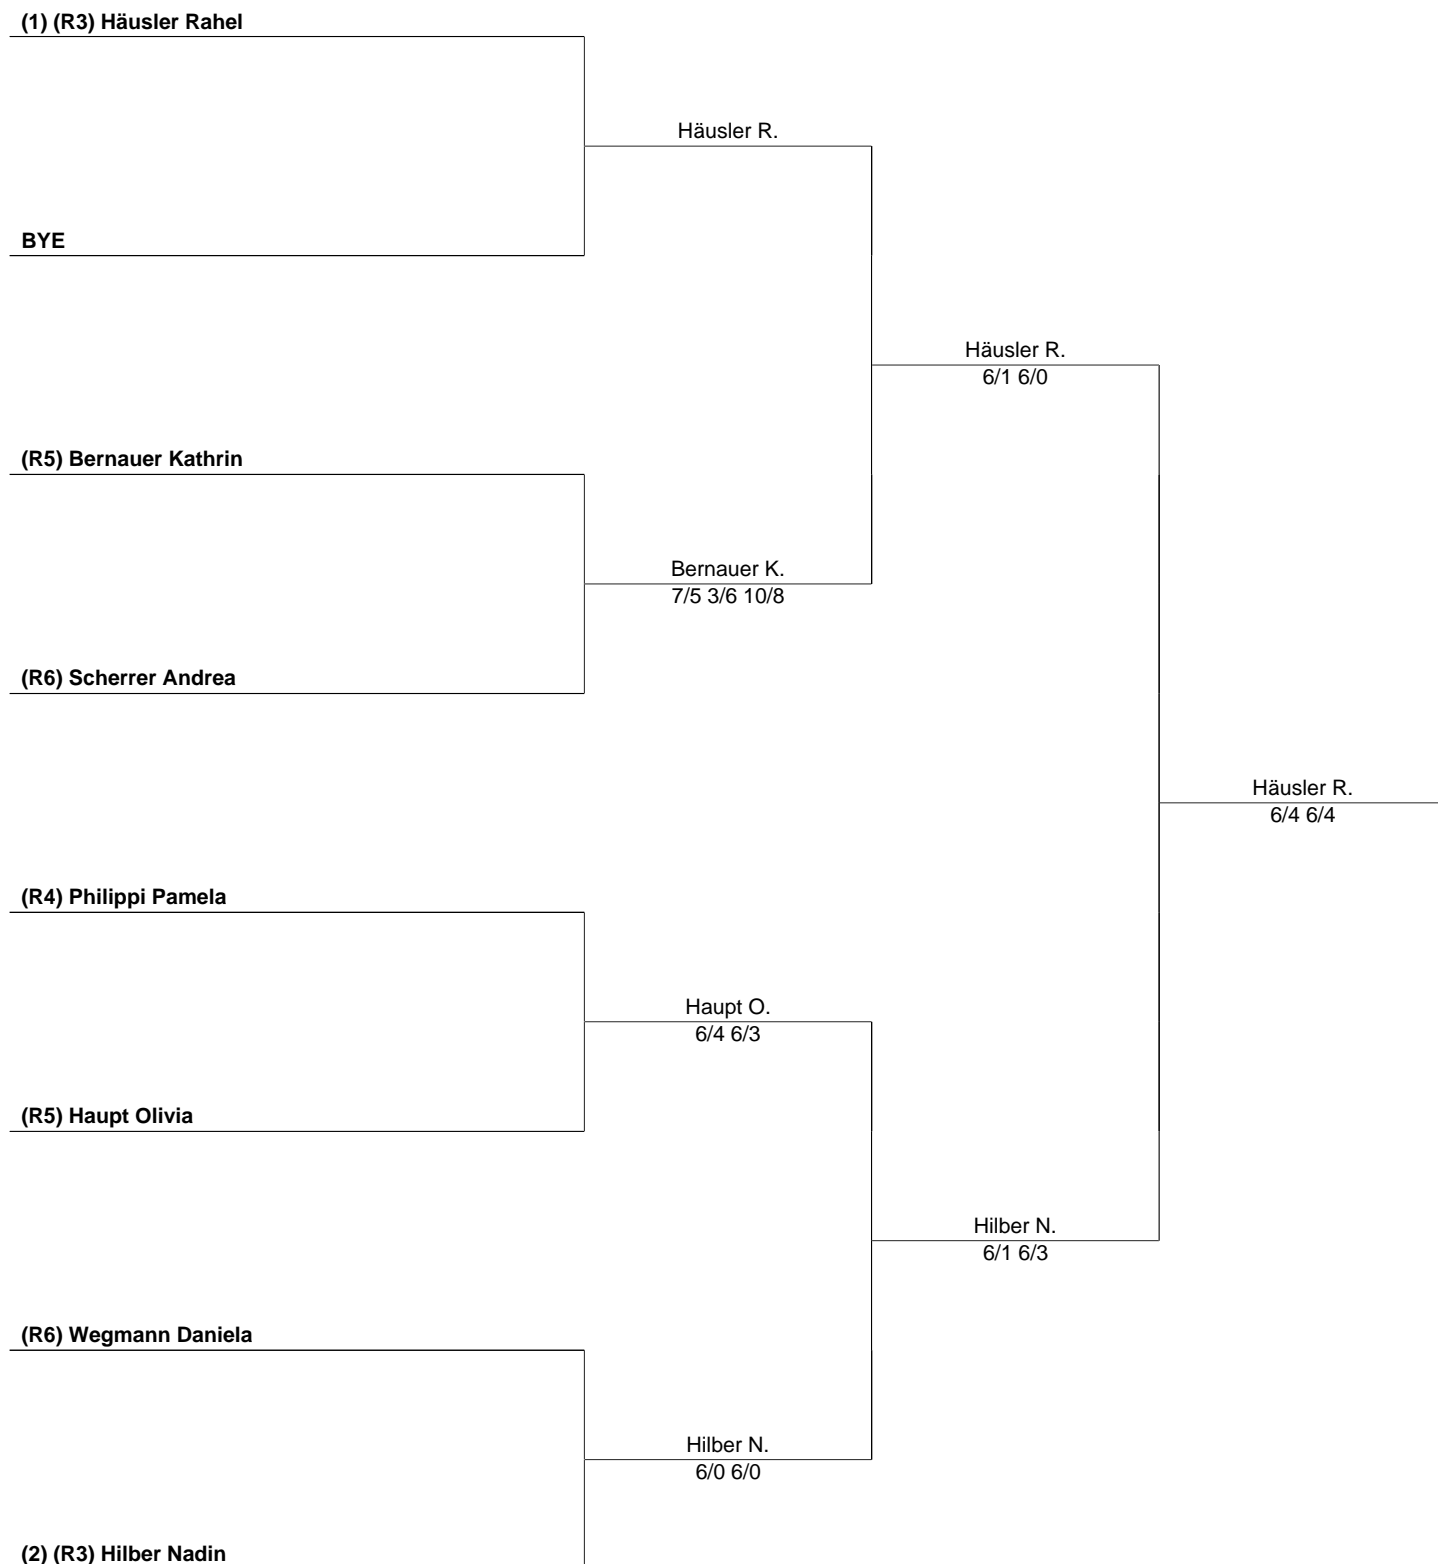 (1) (R3) Häusler Rahel
Häusler R.
BYE
Häusler R.
6/1 6/0
(R5) Bernauer Kathrin
Bernauer K.
7/5 3/6 10/8
(R6) Scherrer Andrea
Häusler R.
6/4 6/4
(R4) Philippi Pamela
Haupt O.
6/4 6/3
(R5) Haupt Olivia
Hilber N.
6/1 6/3
(R6) Wegmann Daniela
Hilber N.
6/0 6/0
(2) (R3) Hilber Nadin